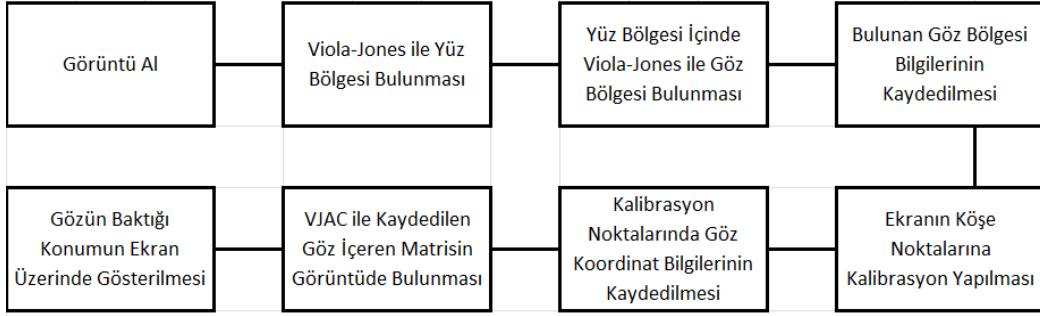 Görüntü Al
Viola-Jones ile Yüz
Bölgesi Bulunması
Yüz Bölgesi İçinde
Viola-Jones ile Göz
Bölgesi Bulunması
Bulunan Göz Bölgesi
Bilgilerinin
Kaydedilmesi
Ekranın Köşe
Noktalarına
Kalibrasyon Yapılması
Kalibrasyon
Noktalarında Göz
Koordinat Bilgilerinin
Kaydedilmesi
VJAC ile Kaydedilen
Göz İçeren Matrisin
Görüntüde Bulunması
Gözün Baktığı
Konumun Ekran
Üzerinde Gösterilmesi